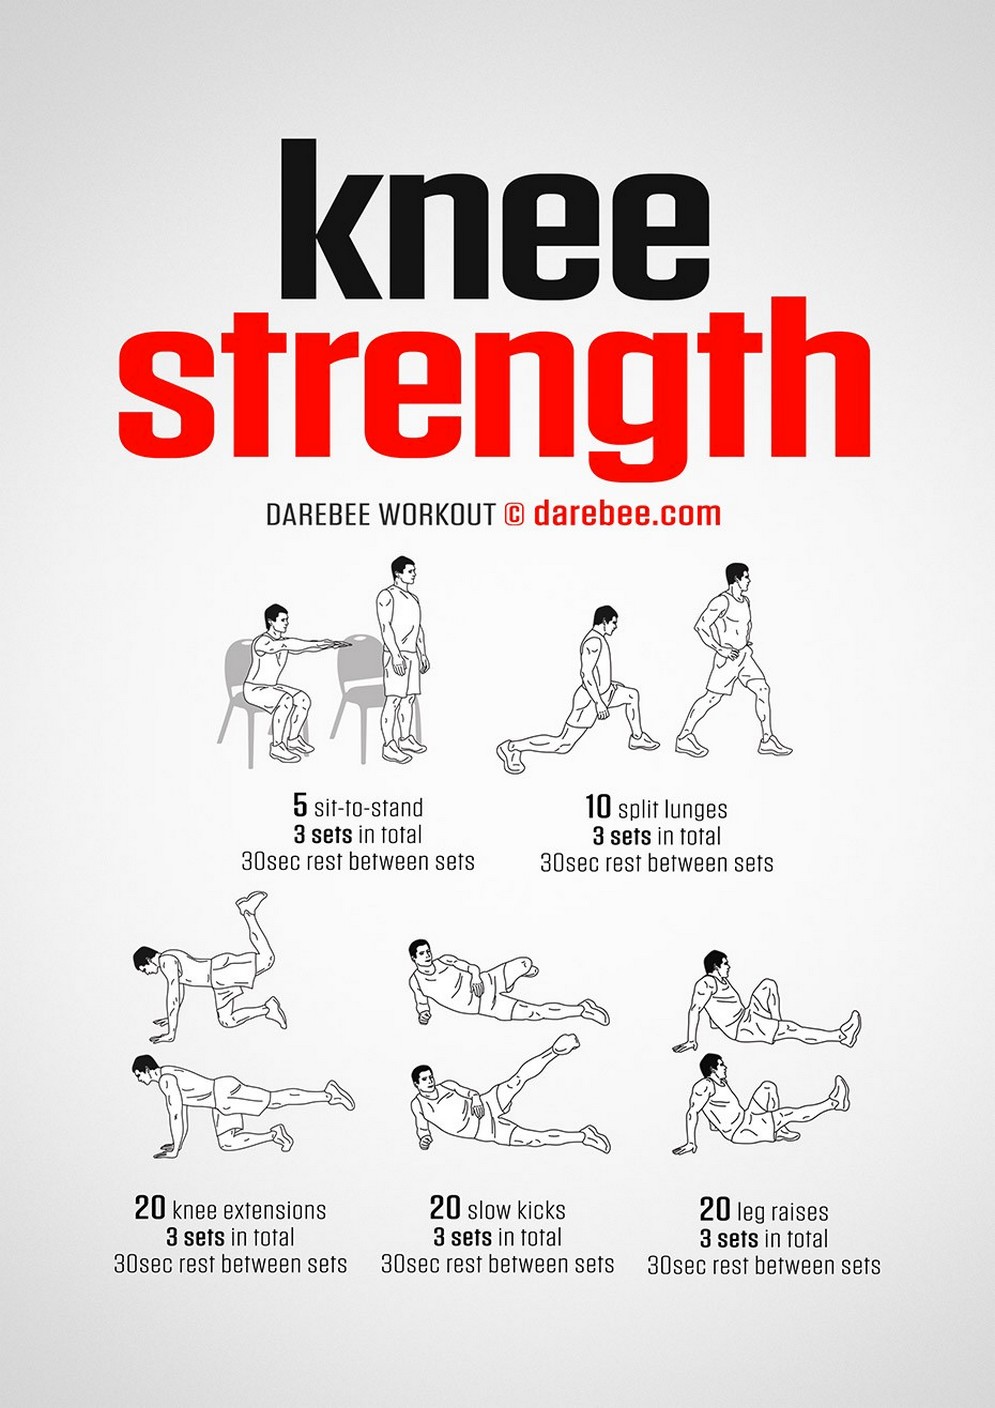 knee
strength
DAREBEE WORKOUT © darebee.com
5 sit-to-stand
3 sets in total
30sec rest between sets
10 split lunges
3 sets in total
30sec rest between sets
20 knee extensions
3 sets in total
30sec rest between sets
20 slow kicks
3 sets in total
30sec rest between sets
20 leg raises
3 sets in total
30sec rest between sets